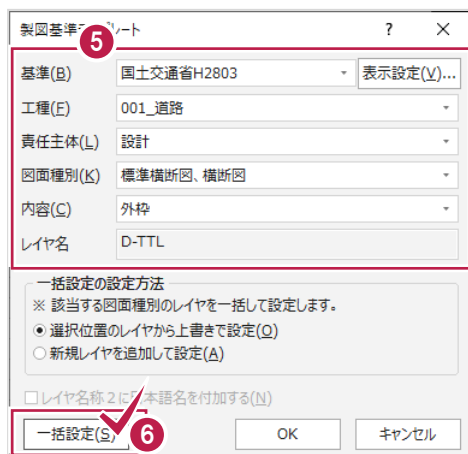 製図基準テンプレート ? ×
5
基準(B) 国土交通省H2803 表示設定(V)...
工種(F) 001_道路
責任主体(L) 設計
図面種別(K) 標準横断図、横断図
内容(C) 外枠
レイヤ名 D-TTL
一括設定の設定方法
※ 該当する図面種別のレイヤを一括して設定します。
選択位置のレイヤから上書きで設定(O)
新規レイヤを追加して設定(A)
レイヤ名称2に日本語名を付加する(N)
一括設定(S) 6 OK キャンセル